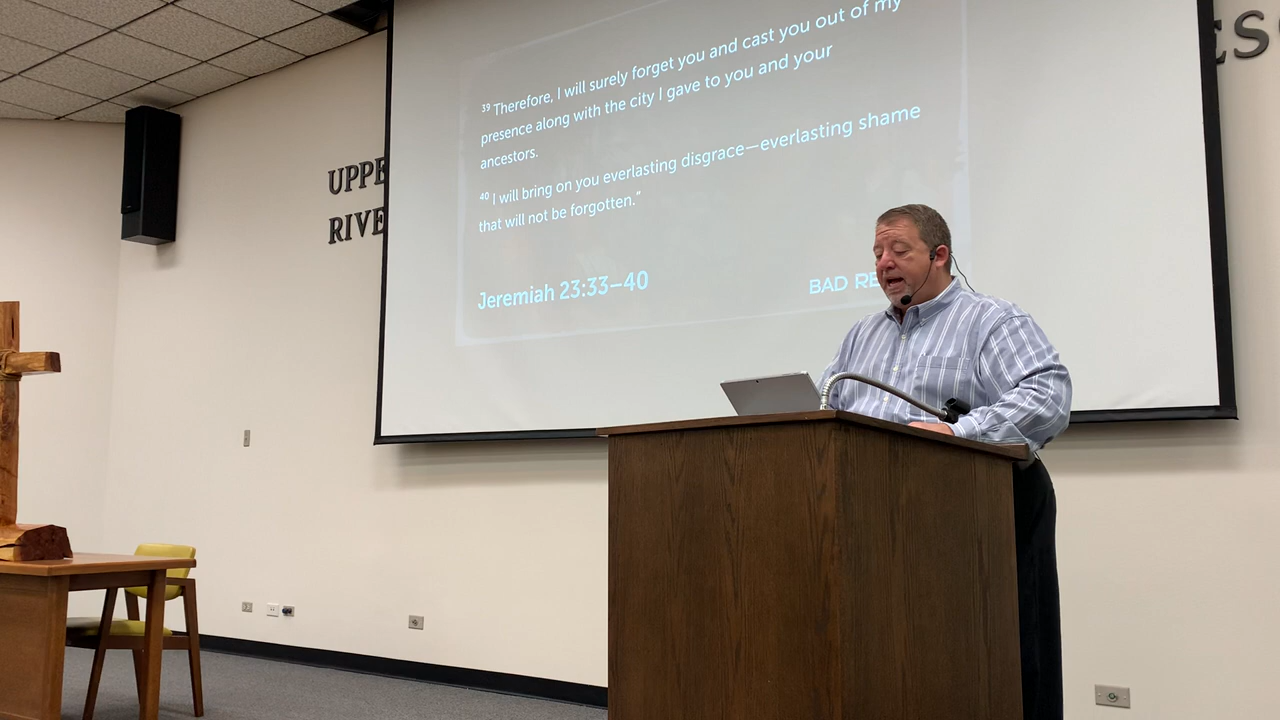 ³⁹ Therefore, I will surely forget you and cast you out of my
presence along with the city I gave to you and your
ancestors.
⁴⁰ I will bring on you everlasting disgrace—everlasting shame
that will not be forgotten.”
Jeremiah 23:33–40
BAD
UPPE
RIVE